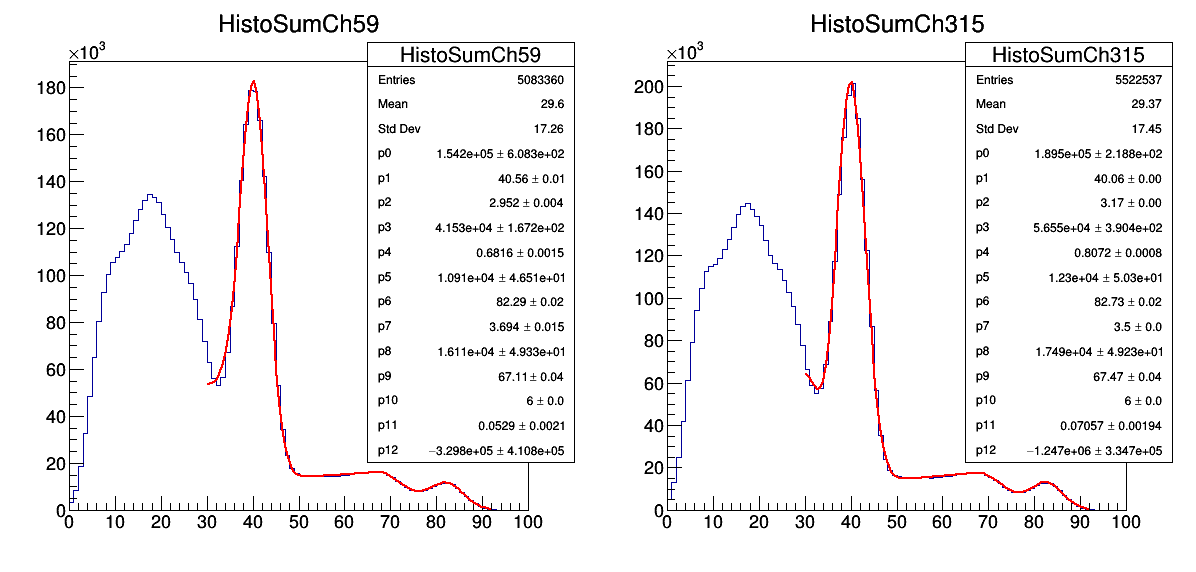 HistoSumCh59
×10³
HistoSumCh59
Entries 5083360
Mean 29.6
Std Dev 17.26
p0 1.542e+05 ± 6.083e+02
p1 40.56 ± 0.01
p2 2.952 ± 0.004
p3 4.153e+04 ± 1.672e+02
p4 0.6816 ± 0.0015
p5 1.091e+04 ± 4.651e+01
p6 82.29 ± 0.02
p7 3.694 ± 0.015
p8 1.611e+04 ± 4.933e+01
p9 67.11 ± 0.04
p10 6 ± 0.0
p11 0.0529 ± 0.0021
p12 −3.298e+05 ± 4.108e+05
180
160
140
120
100
80
60
40
20
0
0 10 20 30 40 50 60 70 80 90 100
HistoSumCh315
×10³
HistoSumCh315
Entries 5522537
Mean 29.37
Std Dev 17.45
p0 1.895e+05 ± 2.188e+02
p1 40.06 ± 0.00
p2 3.17 ± 0.00
p3 5.655e+04 ± 3.904e+02
p4 0.8072 ± 0.0008
p5 1.23e+04 ± 5.03e+01
p6 82.73 ± 0.02
p7 3.5 ± 0.0
p8 1.749e+04 ± 4.923e+01
p9 67.47 ± 0.04
p10 6 ± 0.0
p11 0.07057 ± 0.00194
p12 −1.247e+06 ± 3.347e+05
200
180
160
140
120
100
80
60
40
20
0
0 10 20 30 40 50 60 70 80 90 100